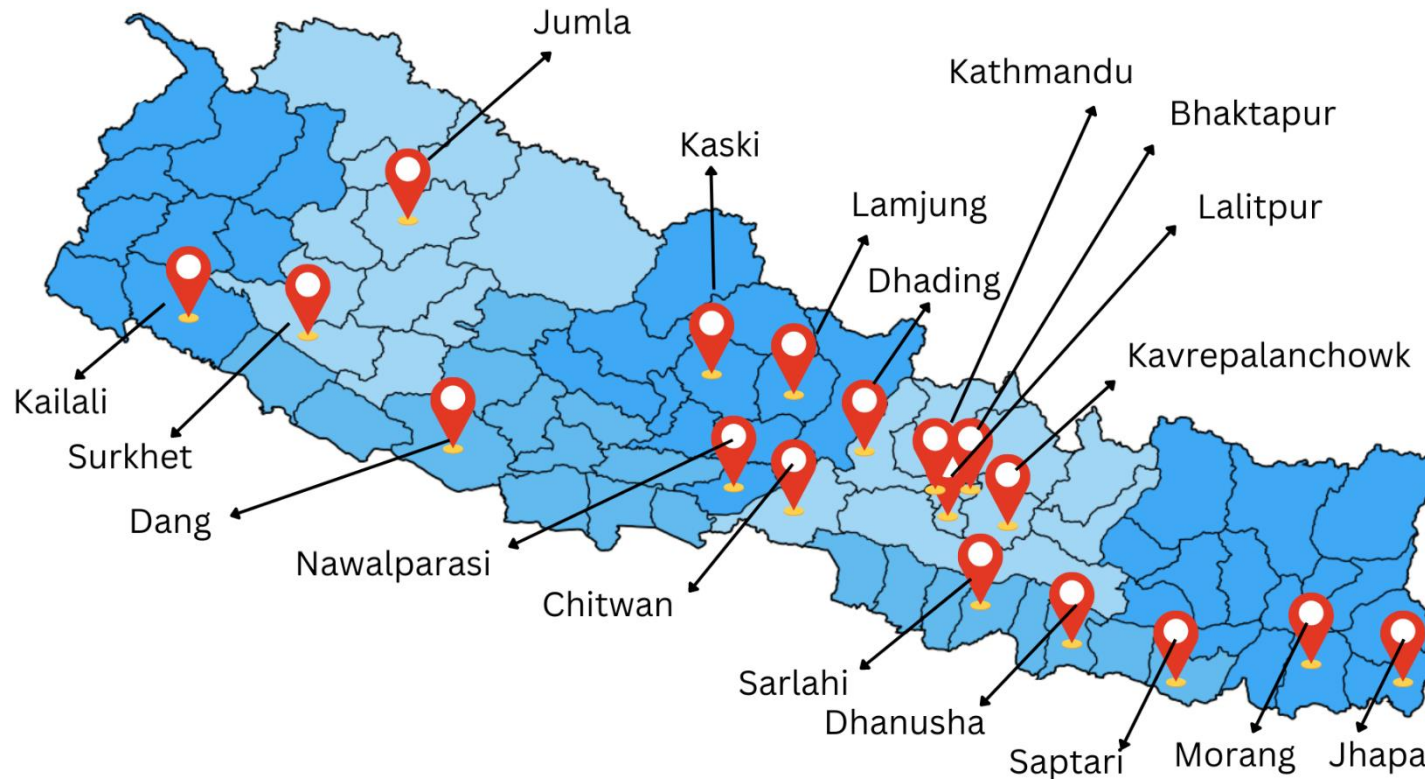 Jumla
Kathmandu
Bhaktapur
Kaski
Lamjung
Lalitpur
Dhading
Kavrepalanchowk
Kailali
Surkhet
Dang
Nawalparasi
Chitwan
Sarlahi
Dhanusha
Saptari
Morang
Jhapa